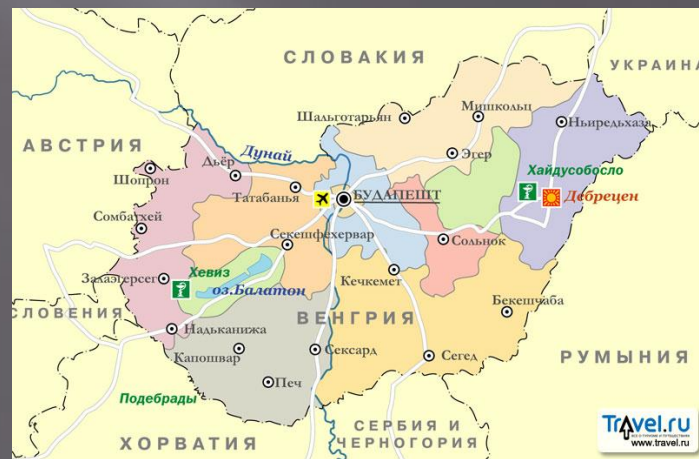 СЛОВАКИЯ
УКРАИНА
Мишкольц
Шальготарьян
Ньиредьхаза
АВСТРИЯ
Дунай
Эгер
Дьёр
Хайдусобосло
Шопрон
Татабанья
БУДАПЕШТ
Дебрецен
Сомбатхей
Секешфехервар
Сольнок
Хевиз
Залаэгерсег
оз.Балатон
Кечкемет
Бекешчаба
СЛОВЕНИЯ
ВЕНГРИЯ
Надьканижа
Капошвар
Сексард
Сегед
РУМЫНИЯ
Печ
Подебрады
СЕРБИЯ И
ЧЕРНОГОРИЯ
ХОРВАТИЯ
Travel.ru
www.travel.ru